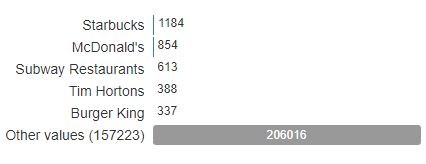 Starbucks 1184
McDonald's 854
Subway Restaurants 613
Tim Hortons 388
Burger King 337
Other values (157223) 206016